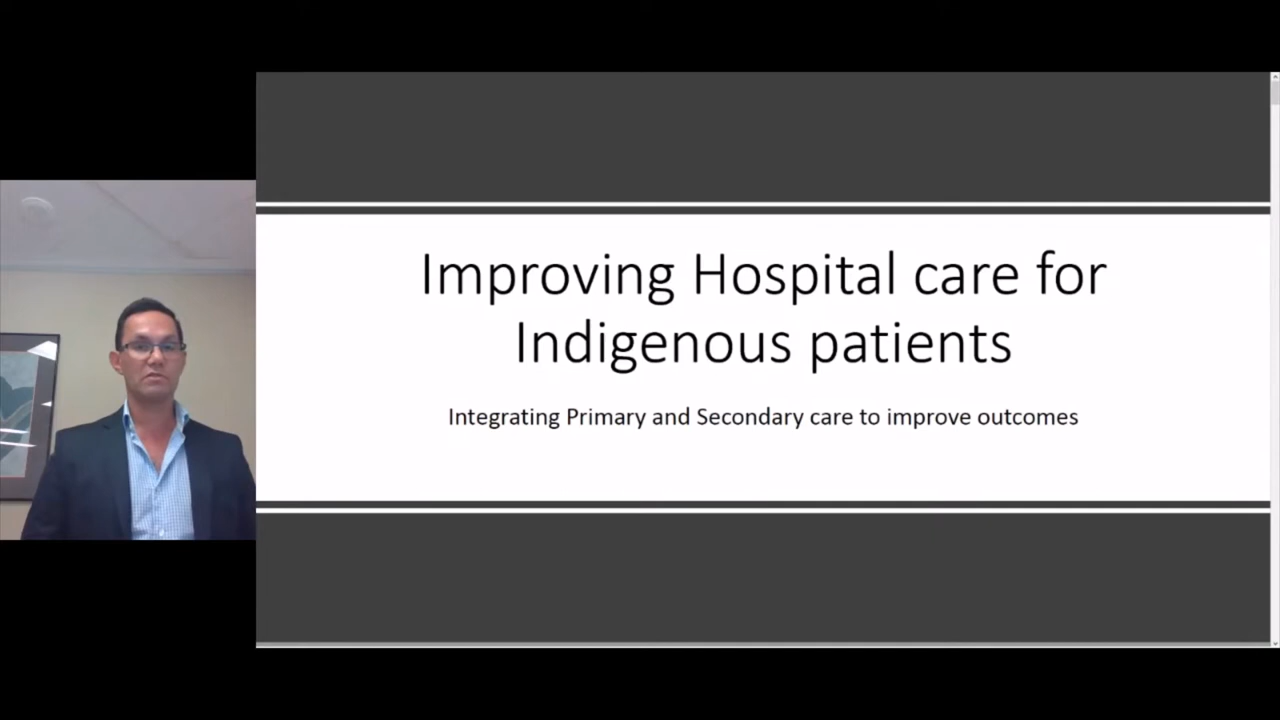 Improving Hospital care for
Indigenous patients
Integrating Primary and Secondary care to improve outcomes